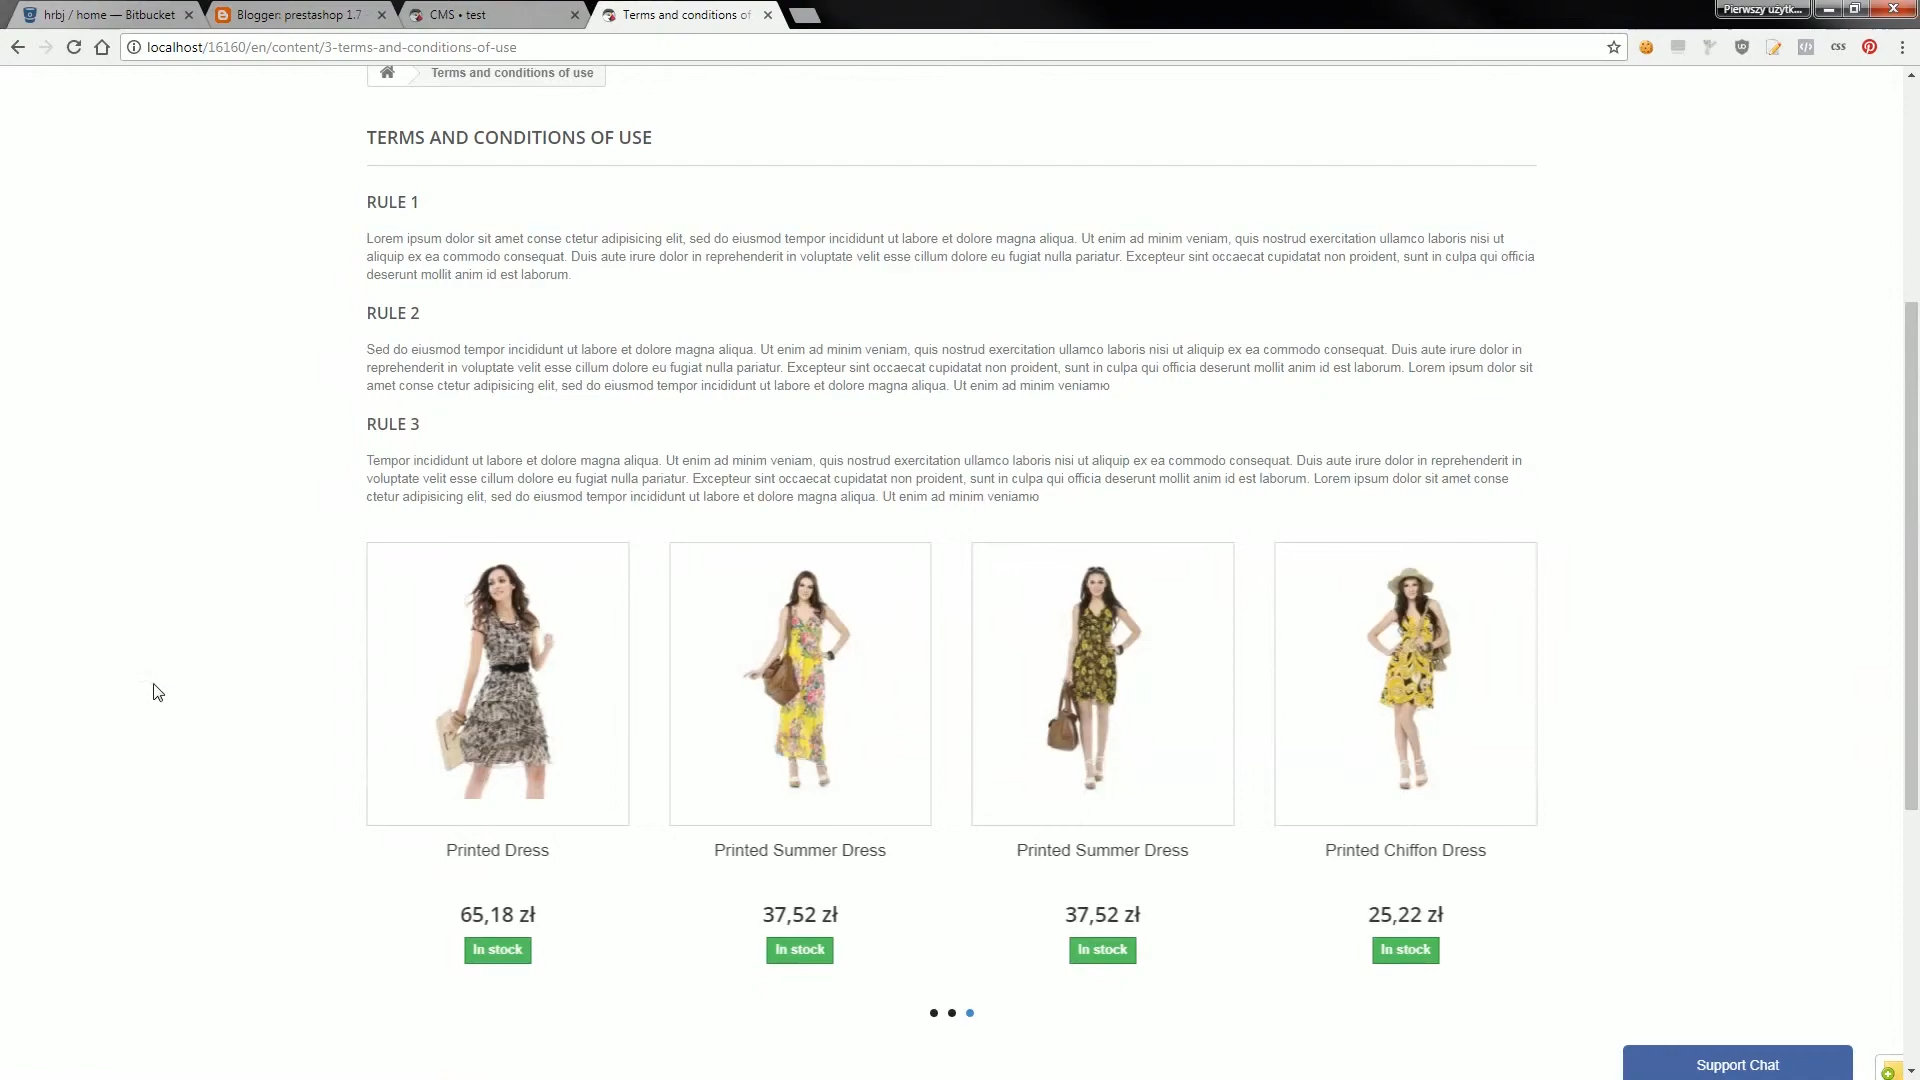 hrbj / home — Bitbucket
Blogger: prestashop 1.7
CMS • test
Terms and conditions of
Pierwszy użytk...
localhost/16160/en/content/3-terms-and-conditions-of-use
css
Terms and conditions of use
TERMS AND CONDITIONS OF USE
RULE 1
Lorem ipsum dolor sit amet conse ctetur adipisicing elit, sed do eiusmod tempor incididunt ut labore et dolore magna aliqua. Ut enim ad minim veniam, quis nostrud exercitation ullamco laboris nisi ut
aliquip ex ea commodo consequat. Duis aute irure dolor in reprehenderit in voluptate velit esse cillum dolore eu fugiat nulla pariatur. Excepteur sint occaecat cupidatat non proident, sunt in culpa qui officia
deserunt mollit anim id est laborum.
RULE 2
Sed do eiusmod tempor incididunt ut labore et dolore magna aliqua. Ut enim ad minim veniam, quis nostrud exercitation ullamco laboris nisi ut aliquip ex ea commodo consequat. Duis aute irure dolor in
reprehenderit in voluptate velit esse cillum dolore eu fugiat nulla pariatur. Excepteur sint occaecat cupidatat non proident, sunt in culpa qui officia deserunt mollit anim id est laborum. Lorem ipsum dolor sit
amet conse ctetur adipisicing elit, sed do eiusmod tempor incididunt ut labore et dolore magna aliqua. Ut enim ad minim veniamю
RULE 3
Tempor incididunt ut labore et dolore magna aliqua. Ut enim ad minim veniam, quis nostrud exercitation ullamco laboris nisi ut aliquip ex ea commodo consequat. Duis aute irure dolor in reprehenderit in
voluptate velit esse cillum dolore eu fugiat nulla pariatur. Excepteur sint occaecat cupidatat non proident, sunt in culpa qui officia deserunt mollit anim id est laborum. Lorem ipsum dolor sit amet conse
ctetur adipisicing elit, sed do eiusmod tempor incididunt ut labore et dolore magna aliqua. Ut enim ad minim veniamю
Printed Dress
65,18 zł
In stock
Printed Summer Dress
37,52 zł
In stock
Printed Summer Dress
37,52 zł
In stock
Printed Chiffon Dress
25,22 zł
In stock
Support Chat